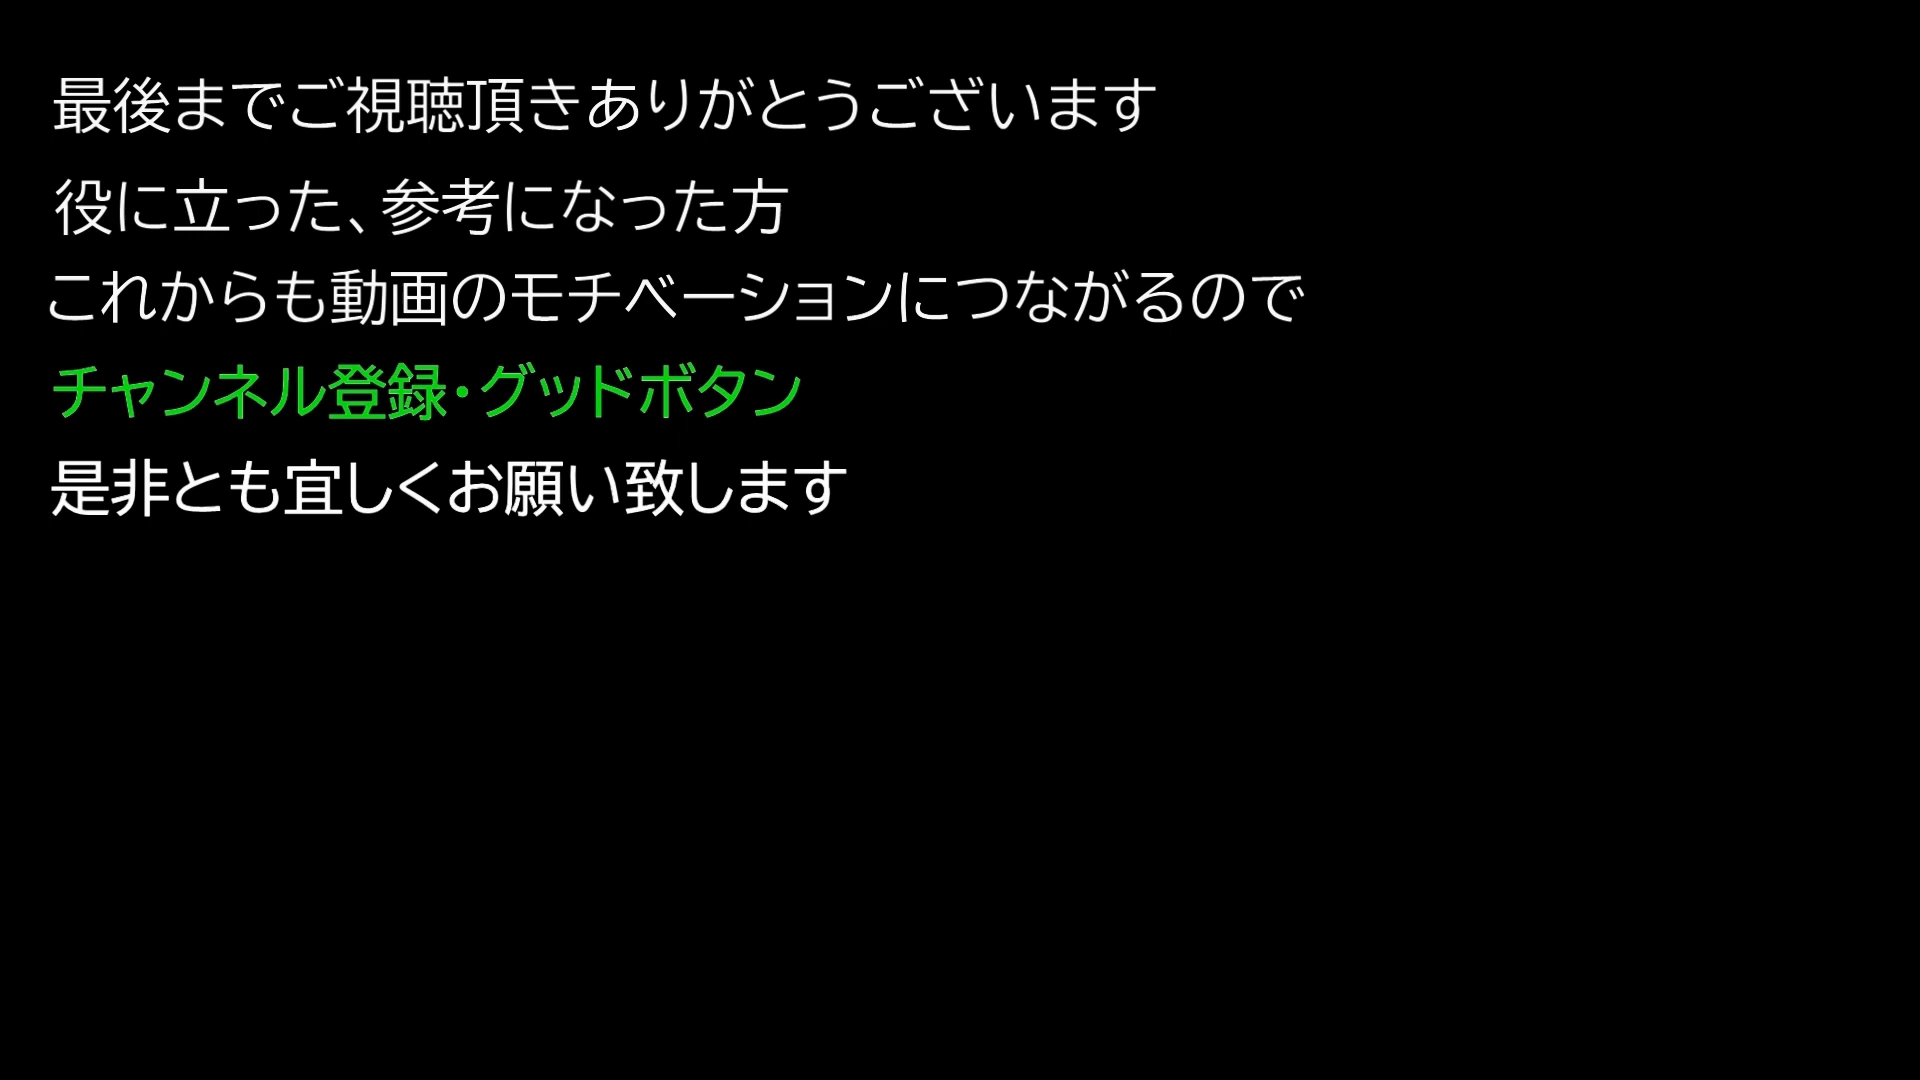 最後までご視聴頂きありがとうございます
役に立った、参考になった方
これからも動画のモチベーションにつながるので
チャンネル登録・グッドボタン
是非とも宜しくお願い致します